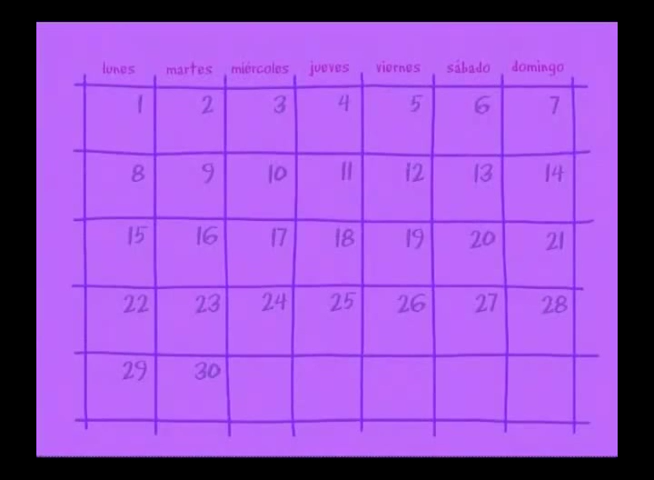 lunes martes miércoles jueves viernes sábado domingo
1 2 3 4 5 6 7
8 9 10 11 12 13 14
15 16 17 18 19 20 21
22 23 24 25 26 27 28
29 30